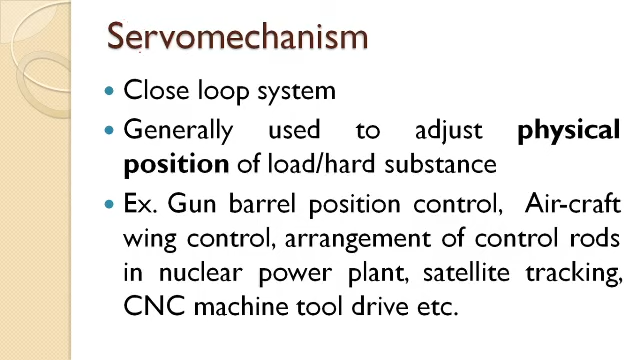 Servomechanism
Close loop system
Generally used to adjust physical
position of load/hard substance
Ex. Gun barrel position control, Air-craft
wing control, arrangement of control rods
in nuclear power plant, satellite tracking,
CNC machine tool drive etc.